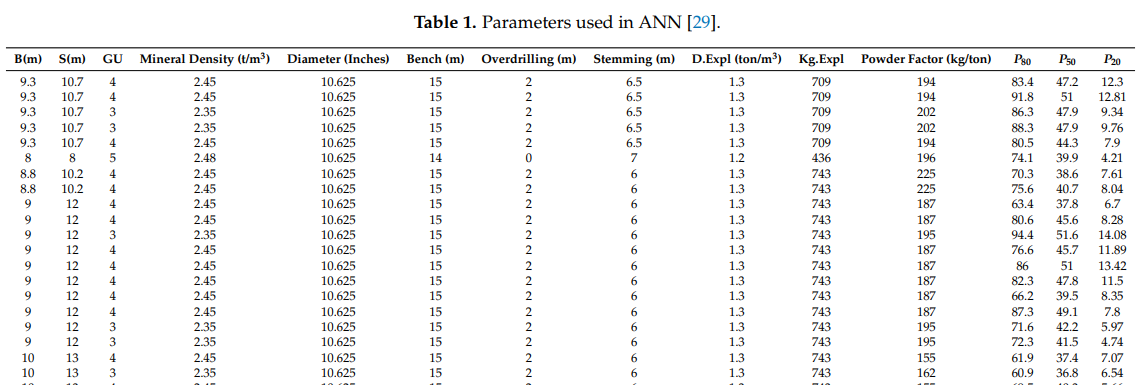 Table 1. Parameters used in ANN [29].
B(m) S(m) GU Mineral Density (t/m³) Diameter (Inches) Bench (m) Overdrilling (m) Stemming (m) D.Expl (ton/m³) Kg.Expl Powder Factor (kg/ton) P80 P50 P20
9.3 10.7 4 2.45 10.625 15 2 6.5 1.3 709 194 83.4 47.2 12.3
9.3 10.7 4 2.45 10.625 15 2 6.5 1.3 709 194 91.8 51 12.81
9.3 10.7 3 2.35 10.625 15 2 6.5 1.3 709 202 86.3 47.9 9.34
9.3 10.7 3 2.35 10.625 15 2 6.5 1.3 709 202 88.3 47.9 9.76
9.3 10.7 4 2.45 10.625 15 2 6.5 1.3 709 194 80.5 44.3 7.9
8 8 5 2.48 10.625 14 0 7 1.2 436 196 74.1 39.9 4.21
8.8 10.2 4 2.45 10.625 15 2 6 1.3 743 225 70.3 38.6 7.61
8.8 10.2 4 2.45 10.625 15 2 6 1.3 743 225 75.6 40.7 8.04
9 12 4 2.45 10.625 15 2 6 1.3 743 187 63.4 37.8 6.7
9 12 4 2.45 10.625 15 2 6 1.3 743 187 80.6 45.6 8.28
9 12 3 2.35 10.625 15 2 6 1.3 743 195 94.4 51.6 14.08
9 12 4 2.45 10.625 15 2 6 1.3 743 187 76.6 45.7 11.89
9 12 4 2.45 10.625 15 2 6 1.3 743 187 86 51 13.42
9 12 4 2.45 10.625 15 2 6 1.3 743 187 82.3 47.8 11.5
9 12 4 2.45 10.625 15 2 6 1.3 743 187 66.2 39.5 8.35
9 12 4 2.45 10.625 15 2 6 1.3 743 187 87.3 49.1 7.8
9 12 3 2.35 10.625 15 2 6 1.3 743 195 71.6 42.2 5.97
9 12 3 2.35 10.625 15 2 6 1.3 743 195 72.3 41.5 4.74
10 13 4 2.45 10.625 15 2 6 1.3 743 155 61.9 37.4 7.07
10 13 3 2.35 10.625 15 2 6 1.3 743 162 60.9 36.8 6.54